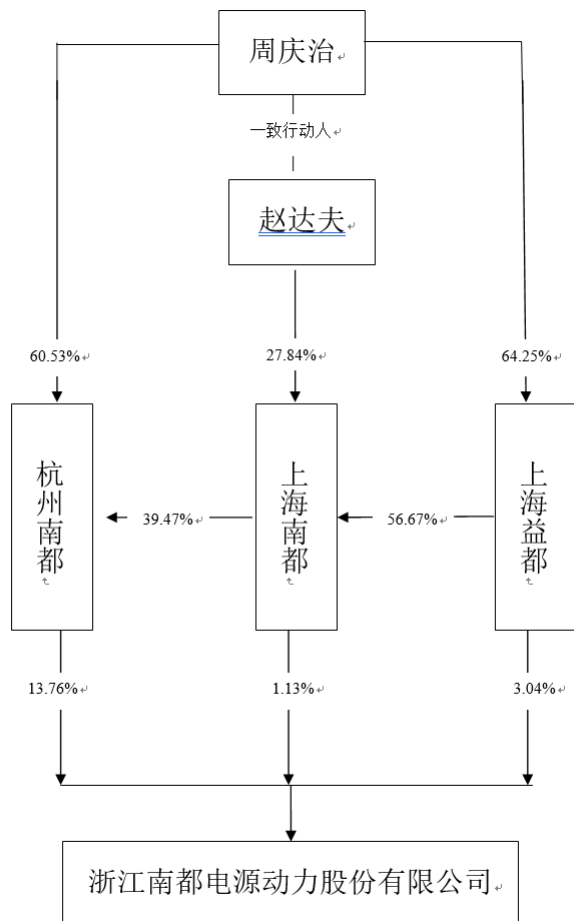 周庆治
一致行动人
赵达夫
60.53%
27.84%
64.25%
杭州南都
上海南都
上海益都
39.47%
56.67%
13.76%
1.13%
3.04%
浙江南都电源动力股份有限公司